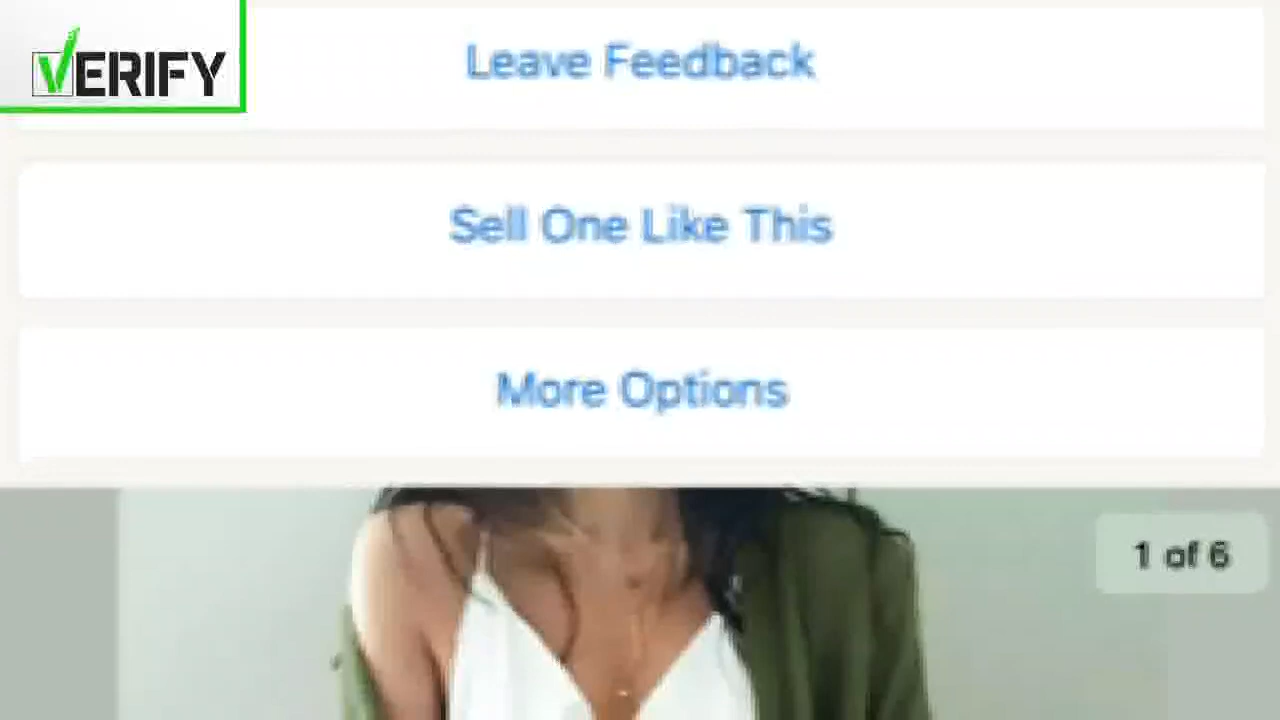 VERIFY
Leave Feedback
Sell One Like This
More Options
1 of 6